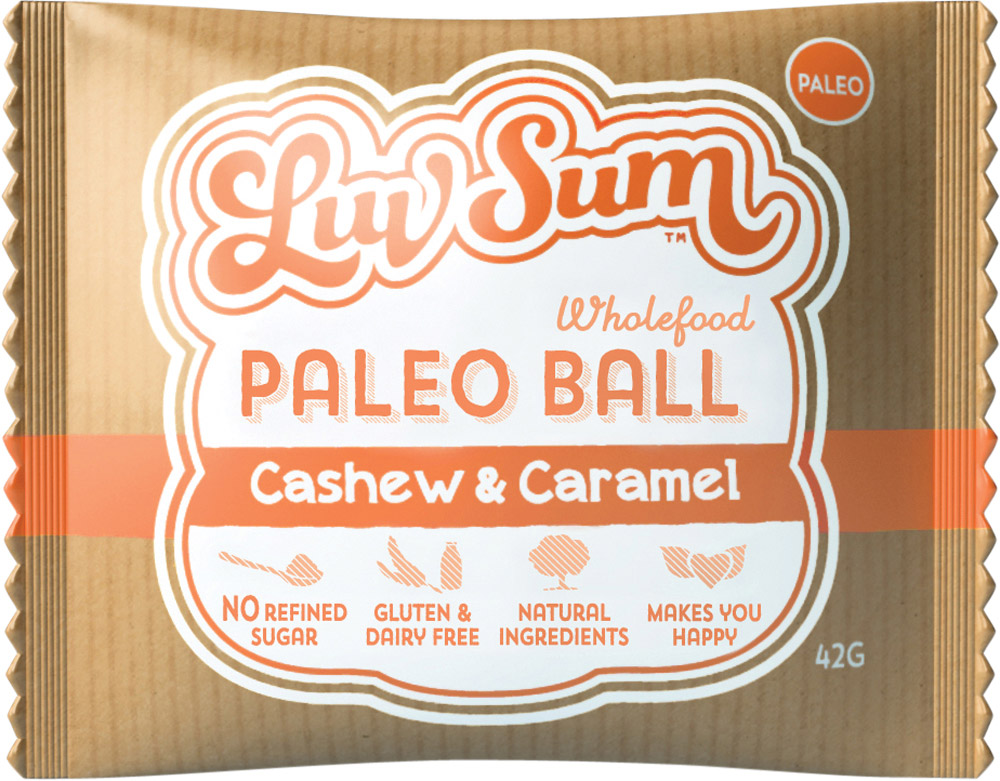 PALEO
Luv Sum
TM
Wholefood
PALEO BALL
Cashew & Caramel
NO REFINED
SUGAR
GLUTEN &
DAIRY FREE
NATURAL
INGREDIENTS
MAKES YOU
HAPPY
42G